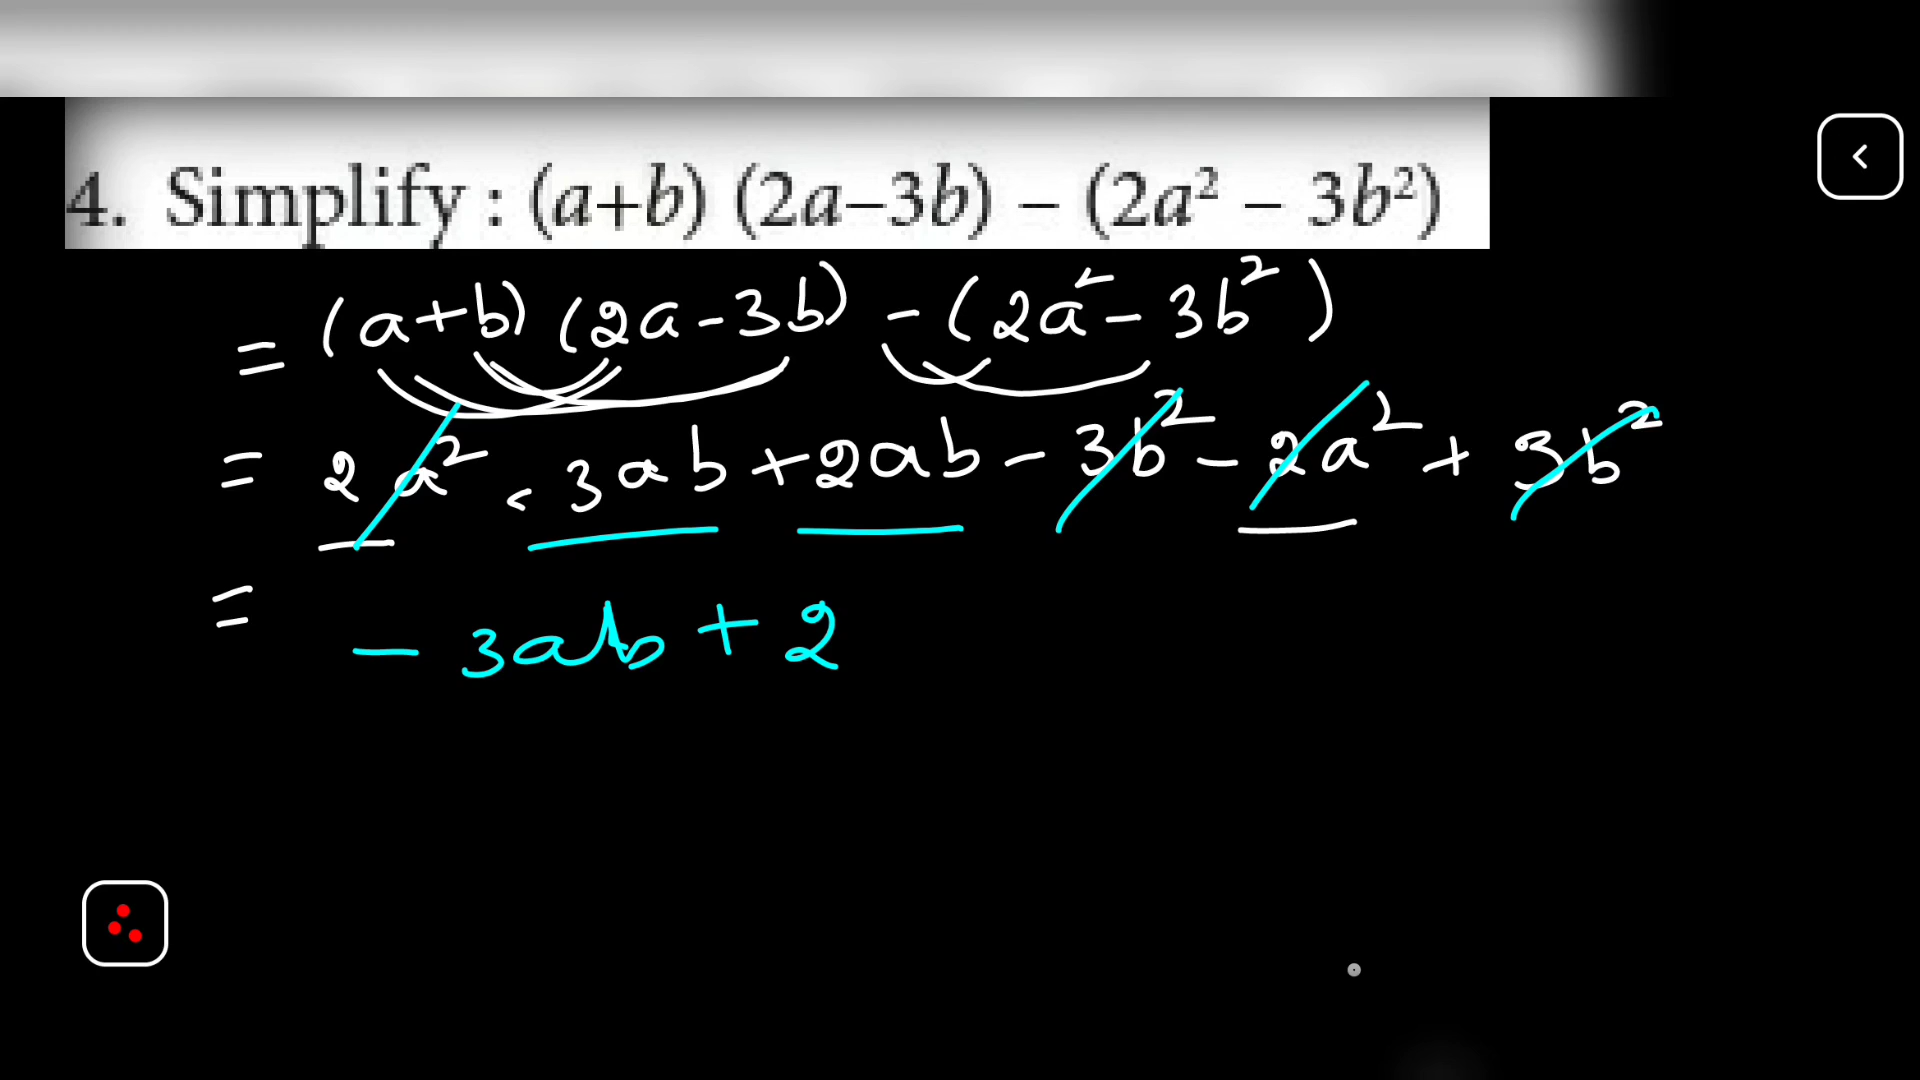 4. Simplify : (a+b) (2a–3b) – (2a² – 3b²)
= (a+b) (2a-3b) - (2a² - 3b²)
= 2a² - 3ab + 2ab - 3b² - 2a² + 3b²
= - 3ab + 2